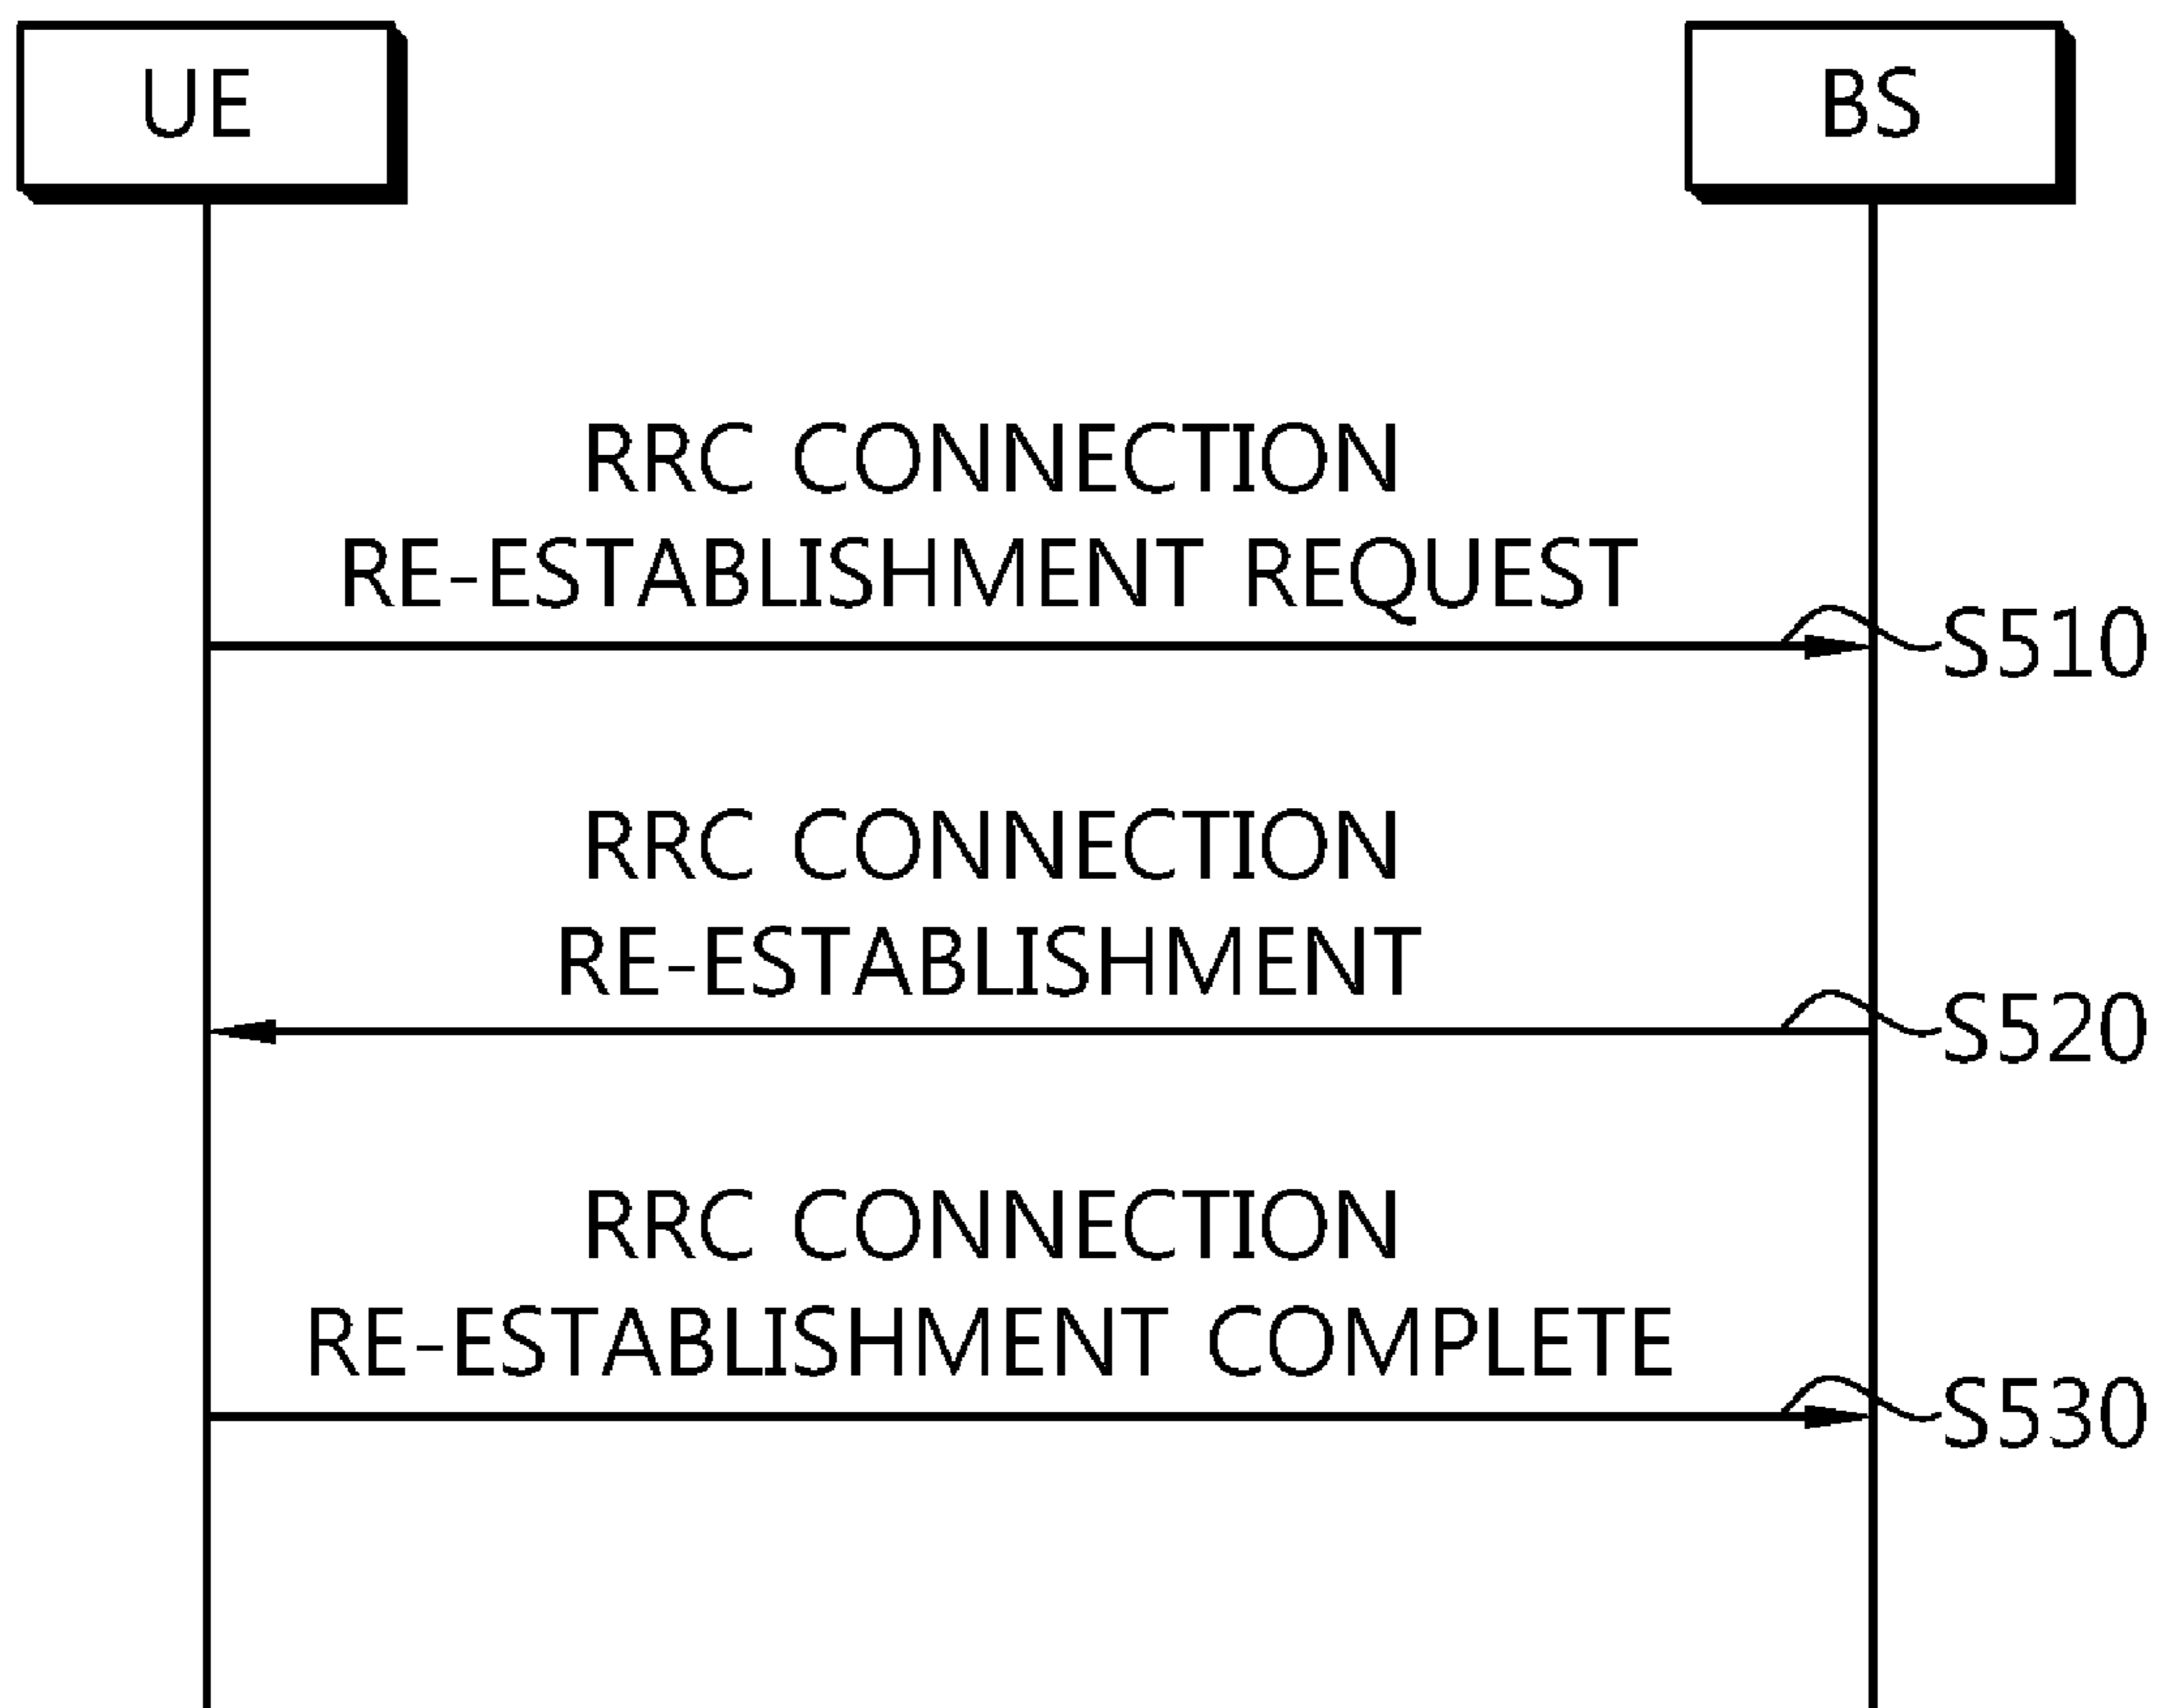 UE
BS
RRC CONNECTION
RE-ESTABLISHMENT REQUEST
S510
RRC CONNECTION
RE-ESTABLISHMENT
S520
RRC CONNECTION
RE-ESTABLISHMENT COMPLETE
S530